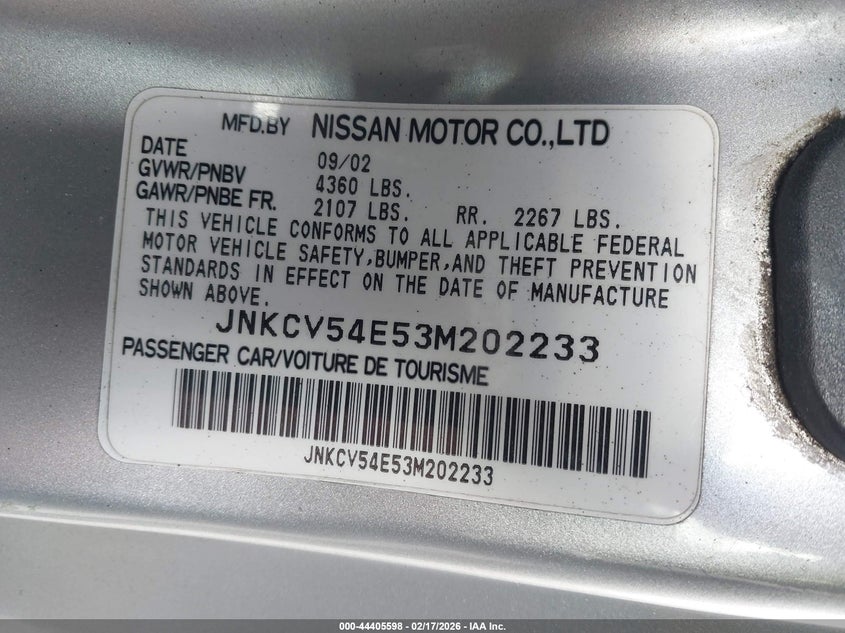 MFD.BY NISSAN MOTOR CO.,LTD
DATE 09/02
GVWR/PNBV 4360 LBS.
GAWR/PNBE FR. 2107 LBS. RR. 2267 LBS.
THIS VEHICLE CONFORMS TO ALL APPLICABLE FEDERAL
MOTOR VEHICLE SAFETY,BUMPER,AND THEFT PREVENTION
STANDARDS IN EFFECT ON THE DATE OF MANUFACTURE
SHOWN ABOVE.
JNKCV54E53M202233
PASSENGER CAR/VOITURE DE TOURISME
JNKCV54E53M202233
000-44405598 - 02/17/2026 - IAA Inc.